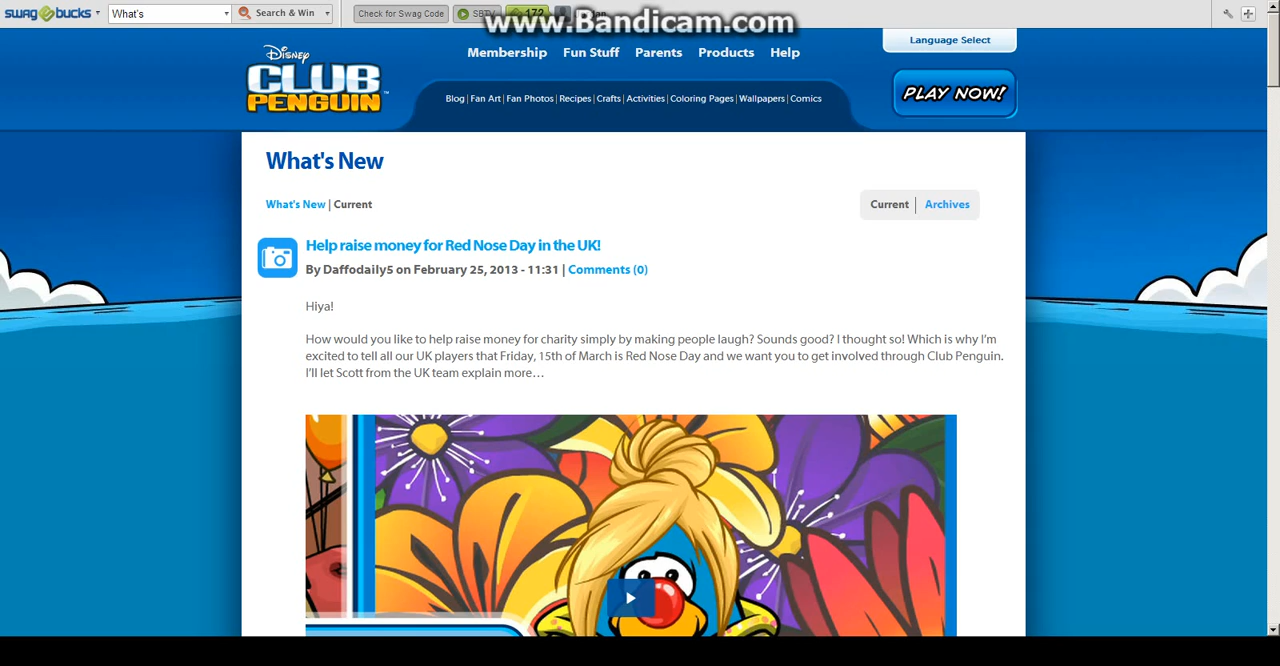 swagbucks
What's
Search & Win
Check for Swag Code
SBTV
172
www.Bandicam.com
Language Select
Disney
CLUB
PENGUIN
Membership
Fun Stuff
Parents
Products
Help
PLAY NOW!
Blog | Fan Art | Fan Photos | Recipes | Crafts | Activities | Coloring Pages | Wallpapers | Comics
What's New
What's New | Current
Current | Archives
Help raise money for Red Nose Day in the UK!
By Daffodaily5 on February 25, 2013 - 11:31 | Comments (0)
Hiya!
How would you like to help raise money for charity simply by making people laugh? Sounds good? I thought so! Which is why I'm
excited to tell all our UK players that Friday, 15th of March is Red Nose Day and we want you to get involved through Club Penguin.
I'll let Scott from the UK team explain more…